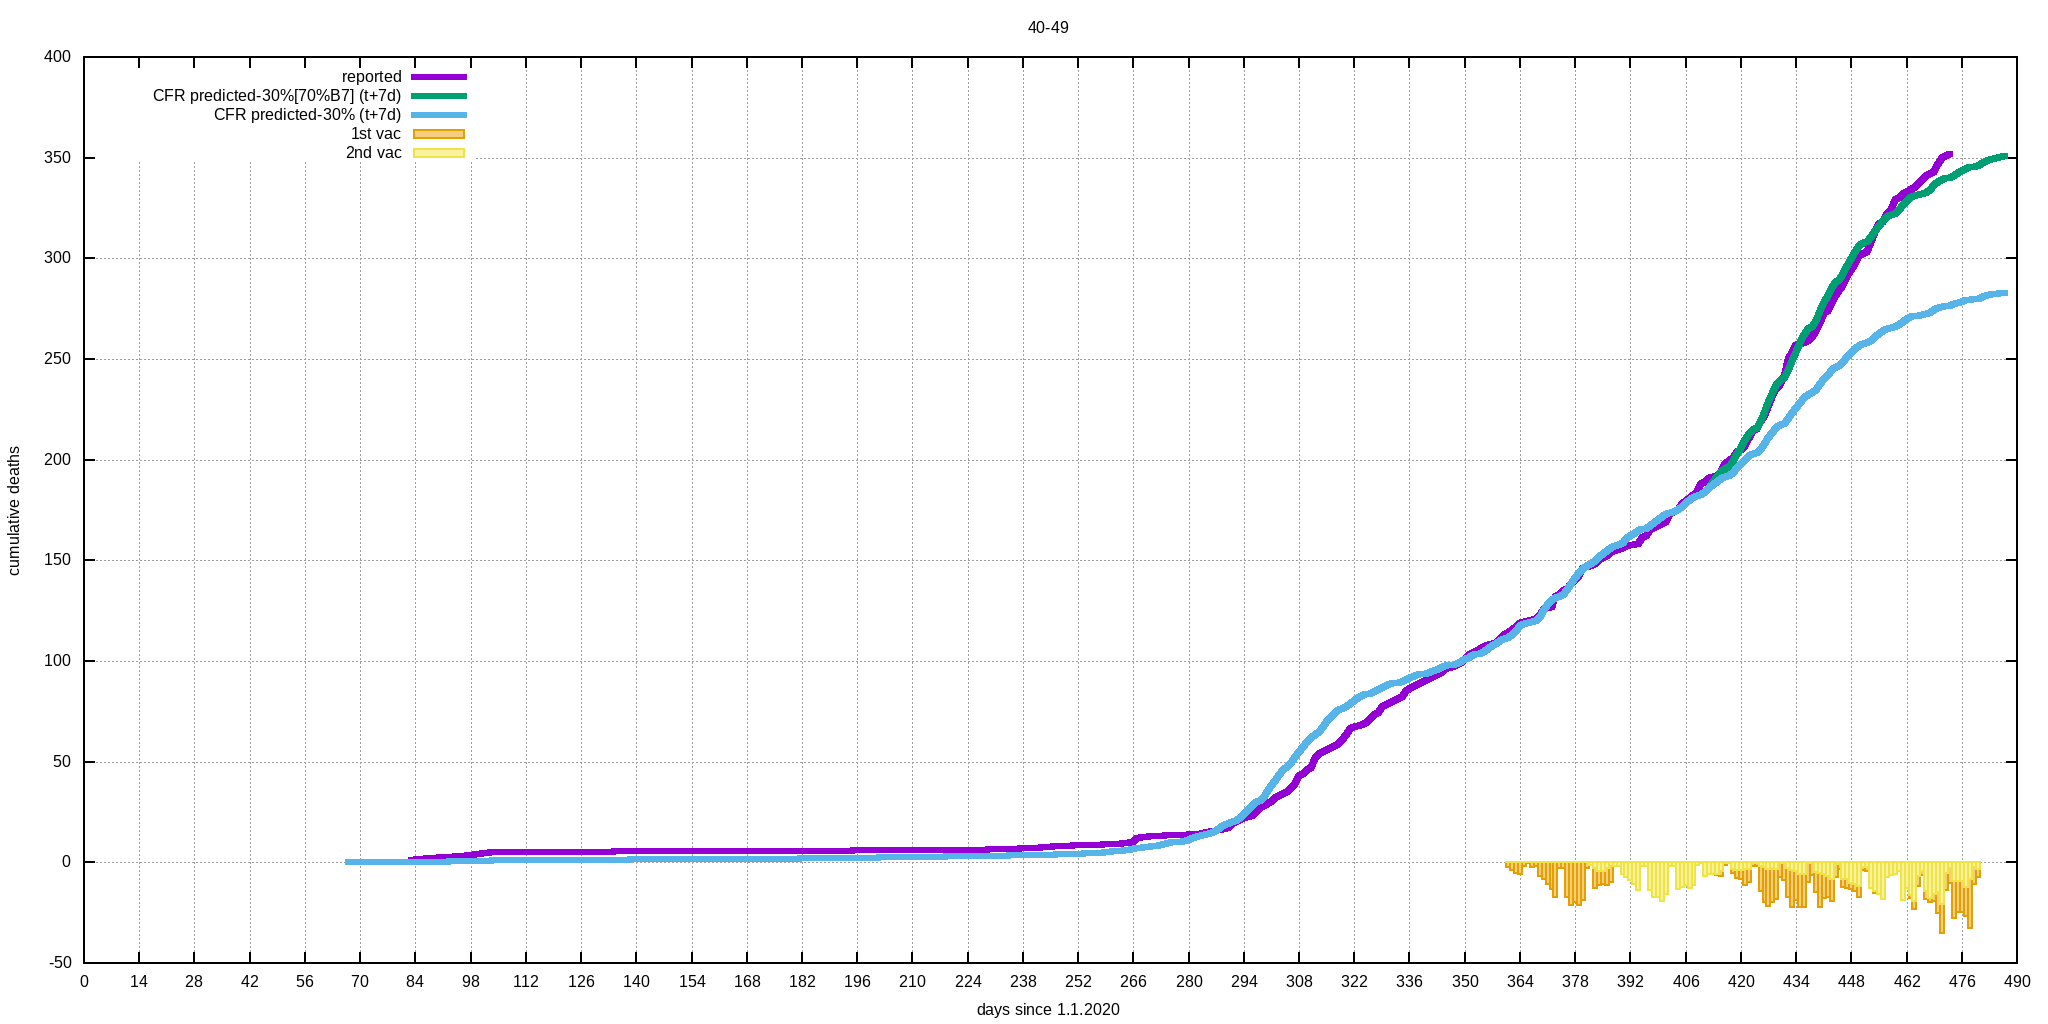 40-49
reported
CFR predicted-30%[70%B7] (t+7d)
CFR predicted-30% (t+7d)
1st vac
2nd vac
400
350
300
250
200
150
100
50
0
-50
cumulative deaths
0 14 28 42 56 70 84 98 112 126 140 154 168 182 196 210 224 238 252 266 280 294 308 322 336 350 364 378 392 406 420 434 448 462 476 490
days since 1.1.2020